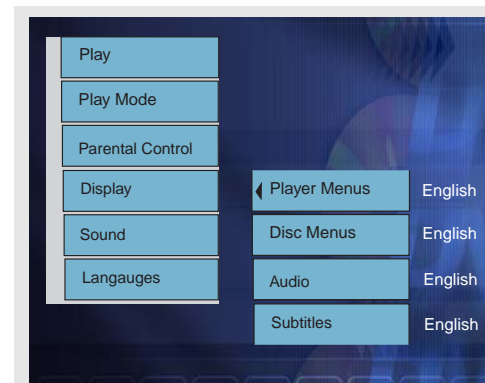 Play
Play Mode
Parental Control
Display
Sound
Langauges
Player Menus English
Disc Menus English
Audio English
Subtitles English